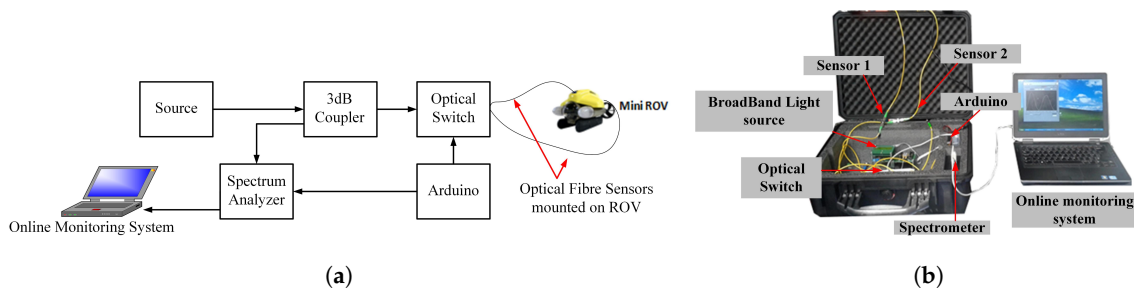 Source
3dB
Coupler
Optical
Switch
Mini ROV
Spectrum
Analyzer
Arduino
Optical Fibre Sensors
mounted on ROV
Online Monitoring System
(a)
Sensor 1
Sensor 2
BroadBand Light
source
Arduino
Optical
Switch
Spectrometer
Online monitoring
system
(b)